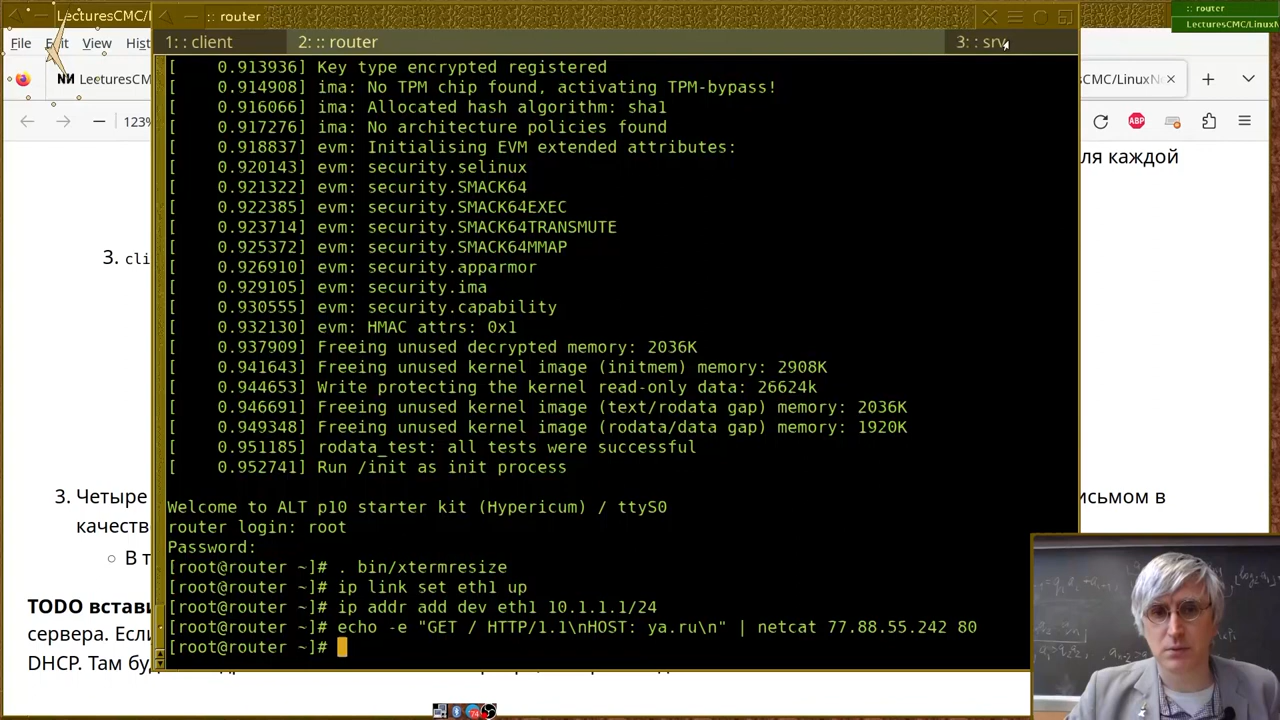 LecturesCMC/l
:: router
:: router
LecturesCMC/LinuxN
File Edit View Hist
1: : client
2: :: router
3: : srv
LecturesCMC
CMC/LinuxNe
123%
ABP
[    0.913936] Key type encrypted registered
[    0.914908] ima: No TPM chip found, activating TPM-bypass!
[    0.916066] ima: Allocated hash algorithm: sha1
[    0.917276] ima: No architecture policies found
[    0.918837] evm: Initialising EVM extended attributes:
[    0.920143] evm: security.selinux
[    0.921322] evm: security.SMACK64
[    0.922385] evm: security.SMACK64EXEC
[    0.923714] evm: security.SMACK64TRANSMUTE
[    0.925372] evm: security.SMACK64MMAP
[    0.926910] evm: security.apparmor
[    0.929105] evm: security.ima
[    0.930555] evm: security.capability
[    0.932130] evm: HMAC attrs: 0x1
[    0.937909] Freeing unused decrypted memory: 2036K
[    0.941643] Freeing unused kernel image (initmem) memory: 2908K
[    0.944653] Write protecting the kernel read-only data: 26624k
[    0.946691] Freeing unused kernel image (text/rodata gap) memory: 2036K
[    0.949348] Freeing unused kernel image (rodata/data gap) memory: 1920K
[    0.951185] rodata_test: all tests were successful
[    0.952741] Run /init as init process
Welcome to ALT p10 starter kit (Hypericum) / ttyS0
router login: root
Password:
[root@router ~]# . bin/xtermresize
[root@router ~]# ip link set eth1 up
[root@router ~]# ip addr add dev eth1 10.1.1.1/24
[root@router ~]# echo -e "GET / HTTP/1.1\nHOST: ya.ru\n" | netcat 77.88.55.242 80
[root@router ~]#
ля каждой
3. cli
3. Четыре
исьмом в
качеств
В т
TODO встави
сервера. Если
DHCP. Там бу
74